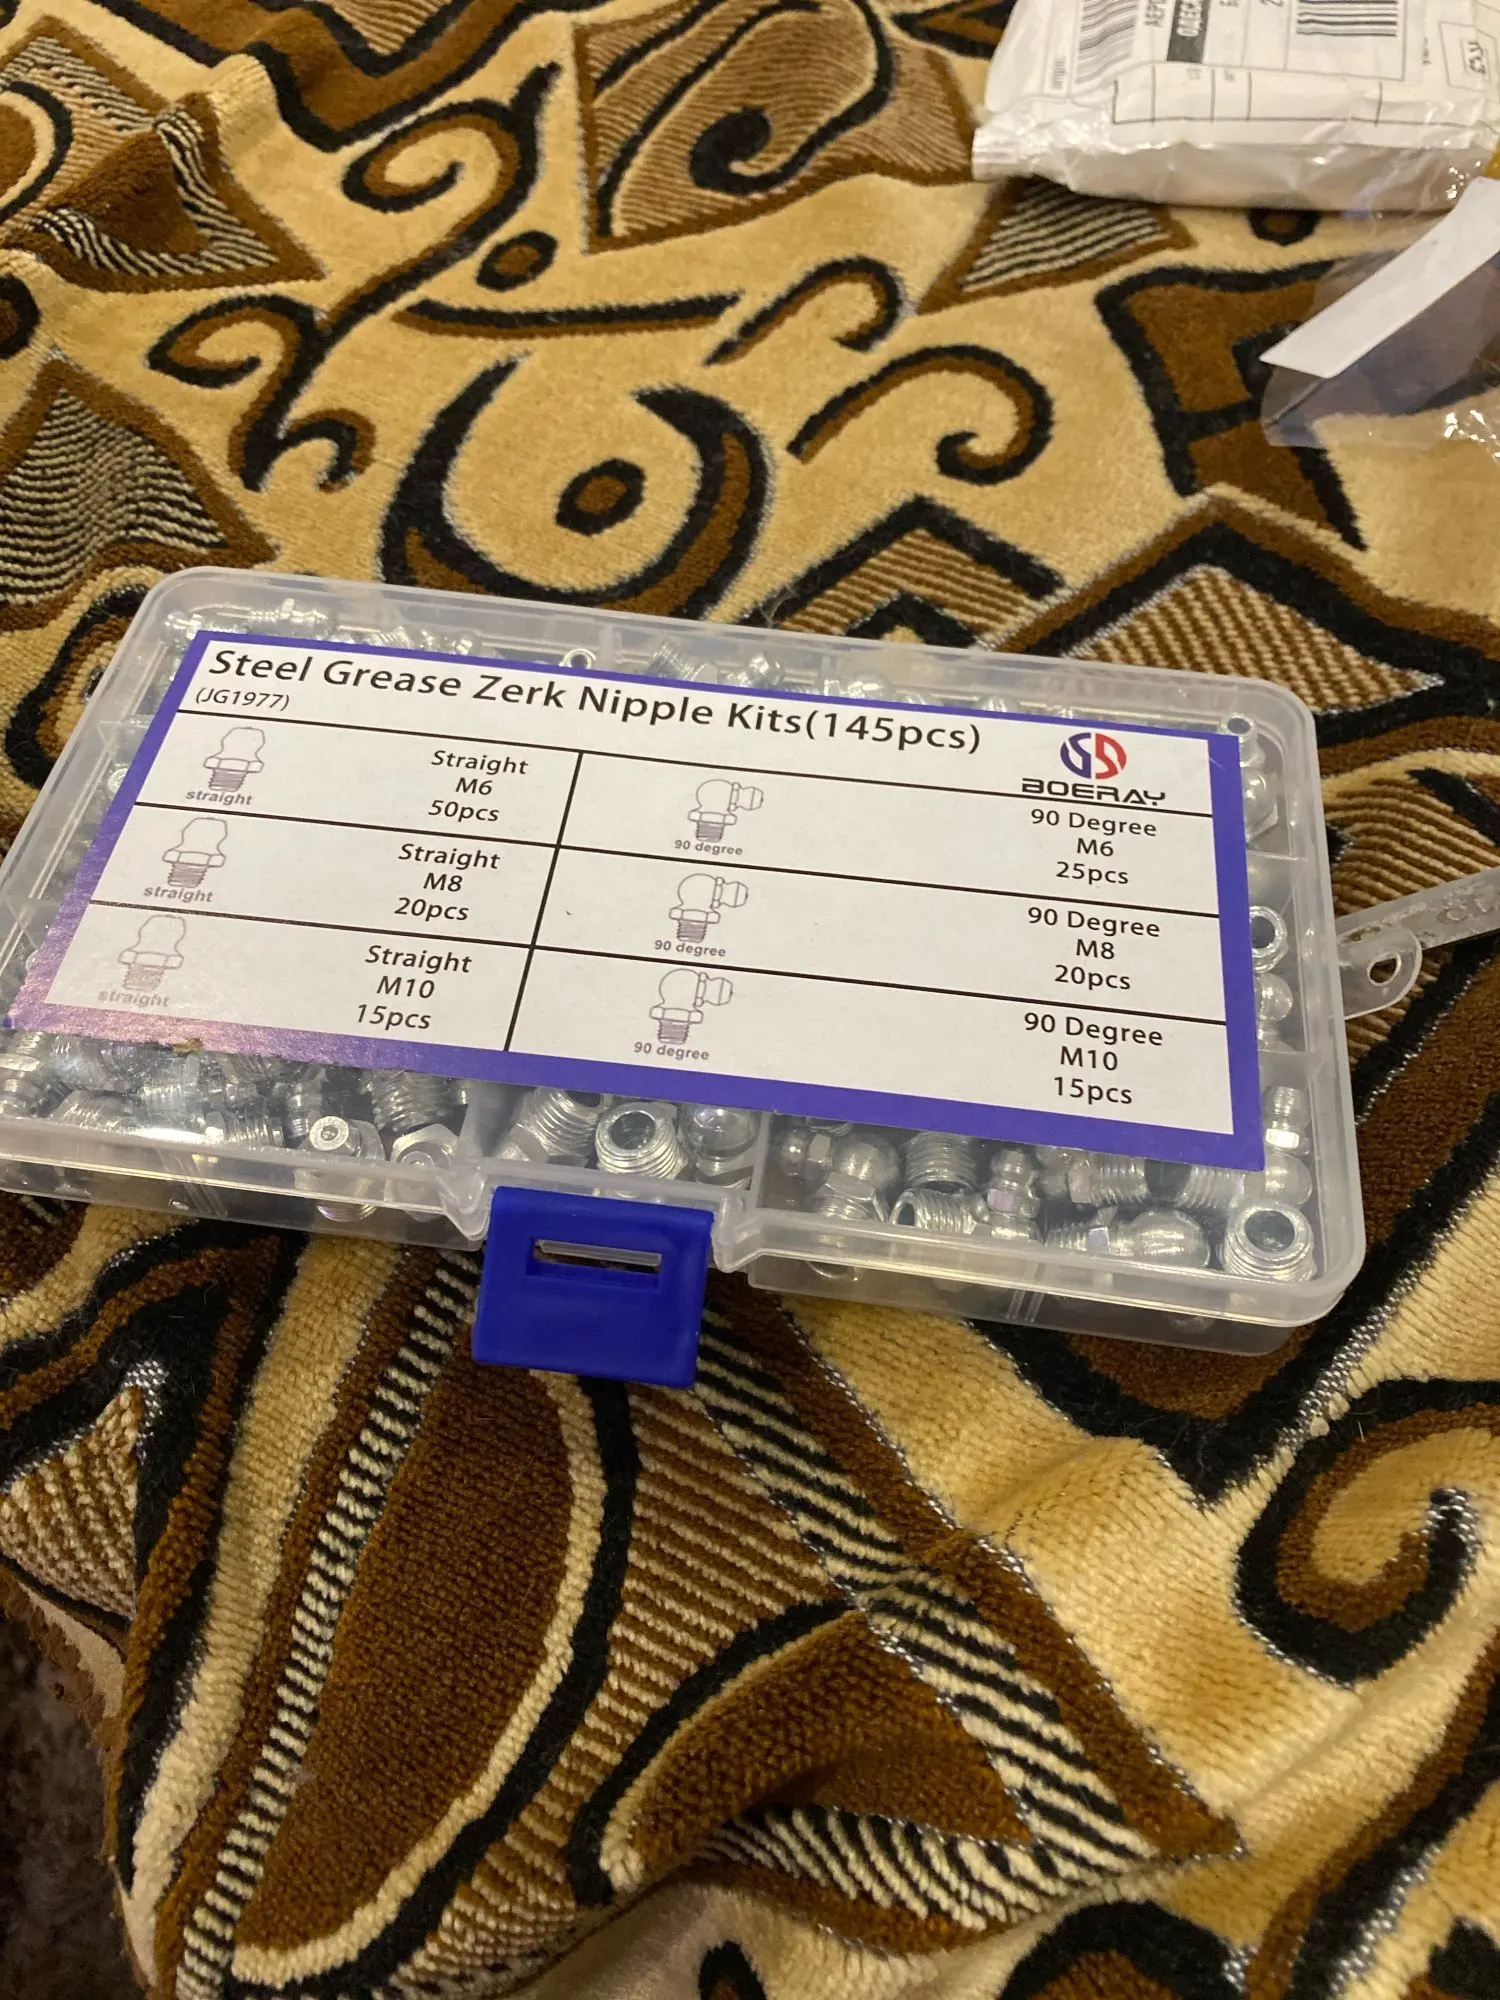 Steel Grease Zerk Nipple Kits(145pcs)
(JG1977)
BOERAY
straight
Straight
M6
50pcs
90 degree
90 Degree
M6
25pcs
straight
Straight
M8
20pcs
90 degree
90 Degree
M8
20pcs
straight
Straight
M10
15pcs
90 degree
90 Degree
M10
15pcs